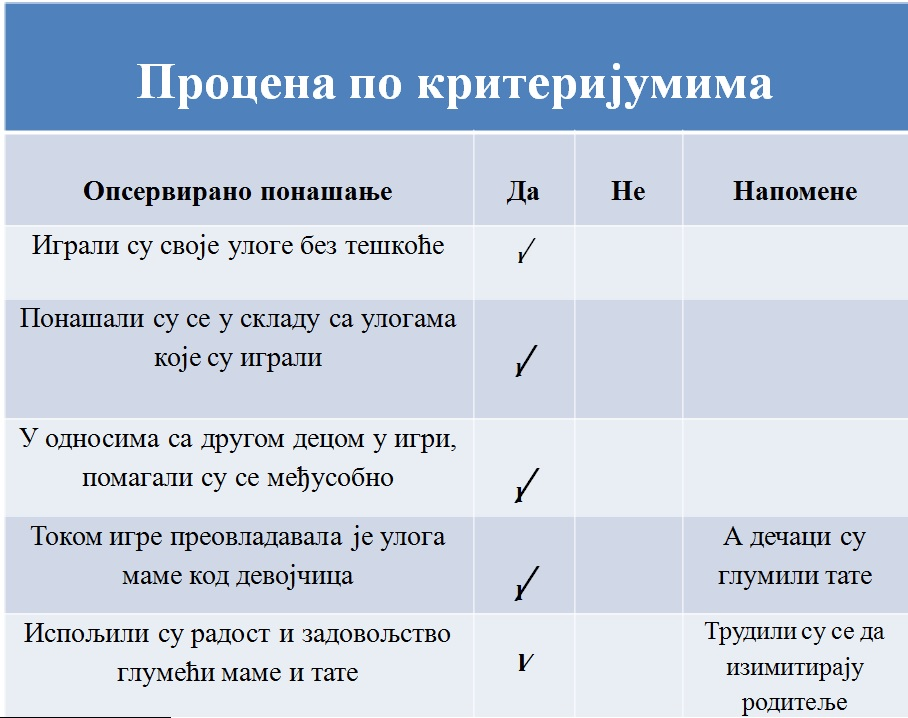 Процена по критеријумима
Опсервирано понашање Да Не Напомене
Играли су своје улоге без тешкоће ✓
Понашали су се у складу са улогама
које су играли ✓
У односима са другом децом у игри,
помагали су се међусобно ✓
Током игре преовладавала је улога
маме код девојчица ✓
А дечаци су
глумили тате
Испољили су радост и задовољство
глумећи маме и тате ✓
Трудили су се да
изимитирају
родитеље